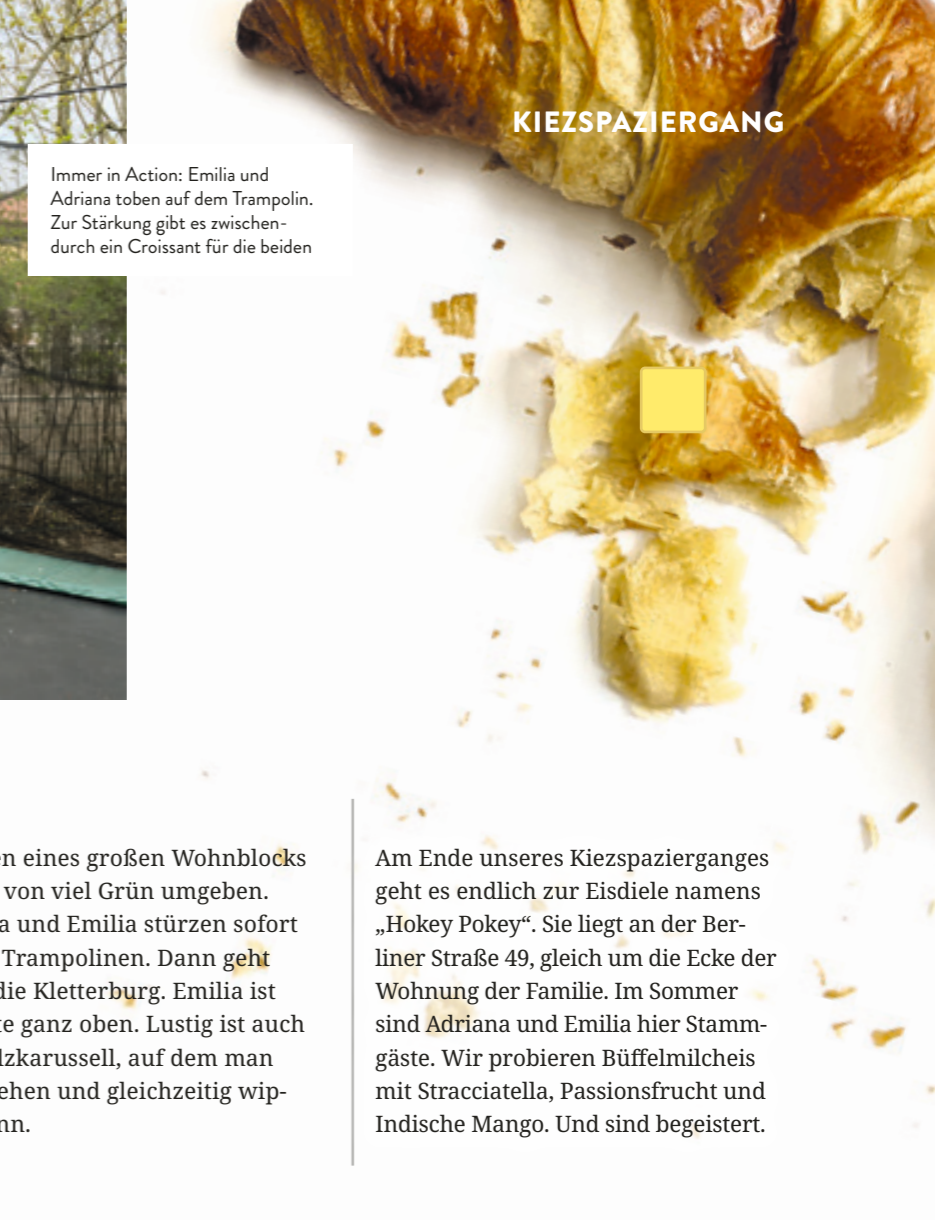 KIEZSPAZIERGANG
Immer in Action: Emilia und
Adriana toben auf dem Trampolin.
Zur Stärkung gibt es zwischen-
durch ein Croissant für die beiden
eines großen Wohnblocks
von viel Grün umgeben.
und Emilia stürzen sofort
Trampolinen. Dann geht
die Kletterburg. Emilia ist
ganz oben. Lustig ist auch
auf dem man
und gleichzeitig wip-
Am Ende unseres Kiezspazierganges
geht es endlich zur Eisdiele namens
„Hokey Pokey“. Sie liegt an der Ber-
liner Straße 49, gleich um die Ecke der
Wohnung der Familie. Im Sommer
sind Adriana und Emilia hier Stamm-
gäste. Wir probieren Büffelmilcheis
mit Stracciatella, Passionsfrucht und
Indische Mango. Und sind begeistert.